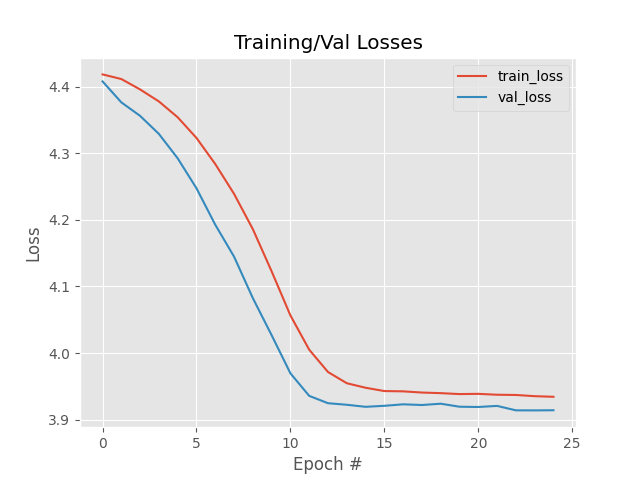 Training/Val Losses
train_loss
val_loss
4.4
4.3
4.2
4.1
4.0
3.9
Loss
0 5 10 15 20 25
Epoch #